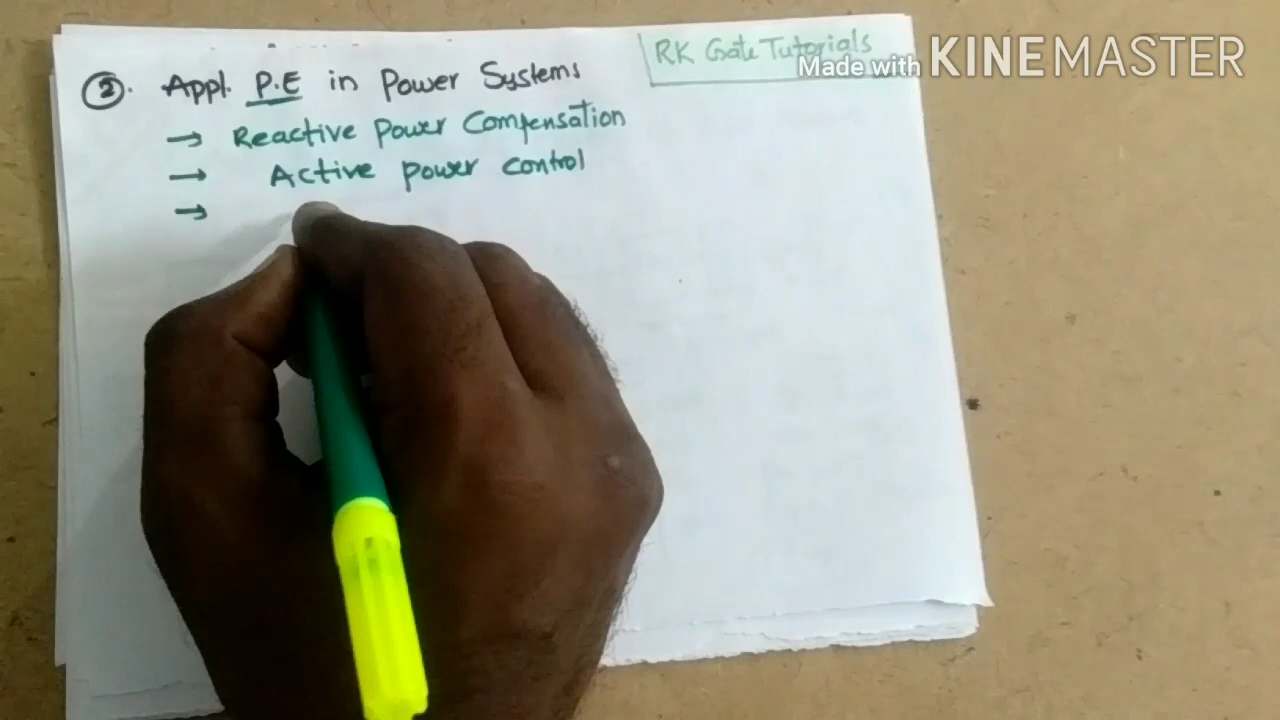 ②. Appl. P.E in Power Systems
→ Reactive Power Compensation
→ Active power control
→
RK Gate Tutorials
Made with KINEMASTER